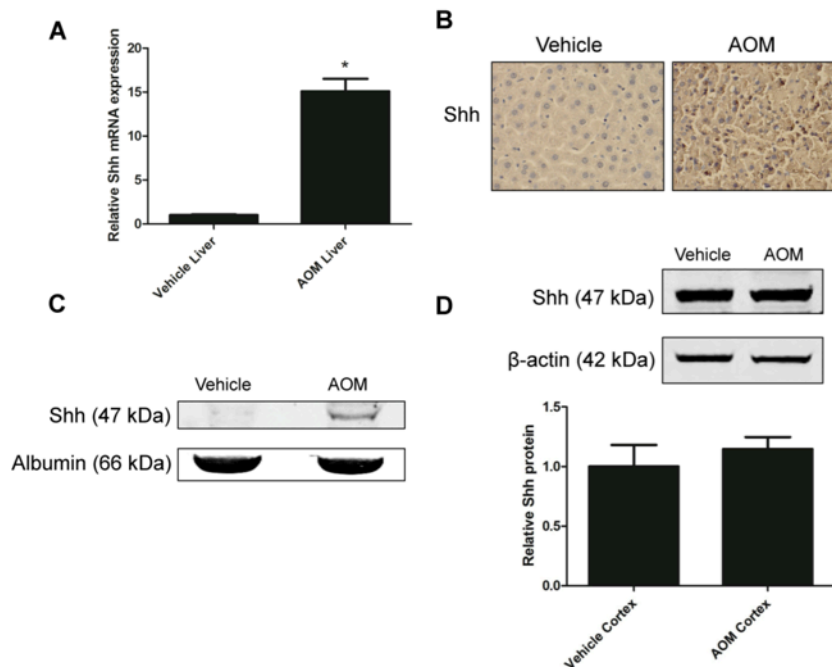 A
Relative Shh mRNA expression
20
15
10
5
0
*
Vehicle Liver
AOM Liver
B
Vehicle AOM
Shh
C
Vehicle AOM
Shh (47 kDa)
Albumin (66 kDa)
D
Vehicle AOM
Shh (47 kDa)
β-actin (42 kDa)
Relative Shh protein
1.5
1.0
0.5
0.0
Vehicle Cortex
AOM Cortex